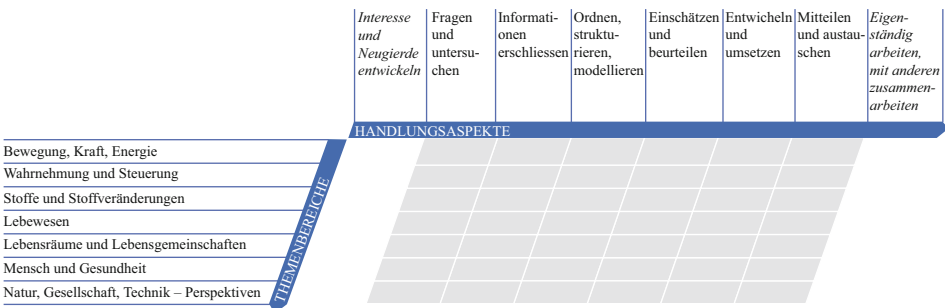 Interesse
und
Neugierde
entwickeln
Fragen
und
untersu-
chen
Informati-
onen
erschliessen
Ordnen,
struktu-
rieren,
modellieren
Einschätzen
und
beurteilen
Entwicheln
und
umsetzen
Mitteilen
und austau-
schen
Eigen-
ständig
arbeiten,
mit anderen
zusammen-
arbeiten
HANDLUNGSASPEKTE
THEMENBEREICHE
Bewegung, Kraft, Energie
Wahrnehmung und Steuerung
Stoffe und Stoffveränderungen
Lebewesen
Lebensräume und Lebensgemeinschaften
Mensch und Gesundheit
Natur, Gesellschaft, Technik – Perspektiven